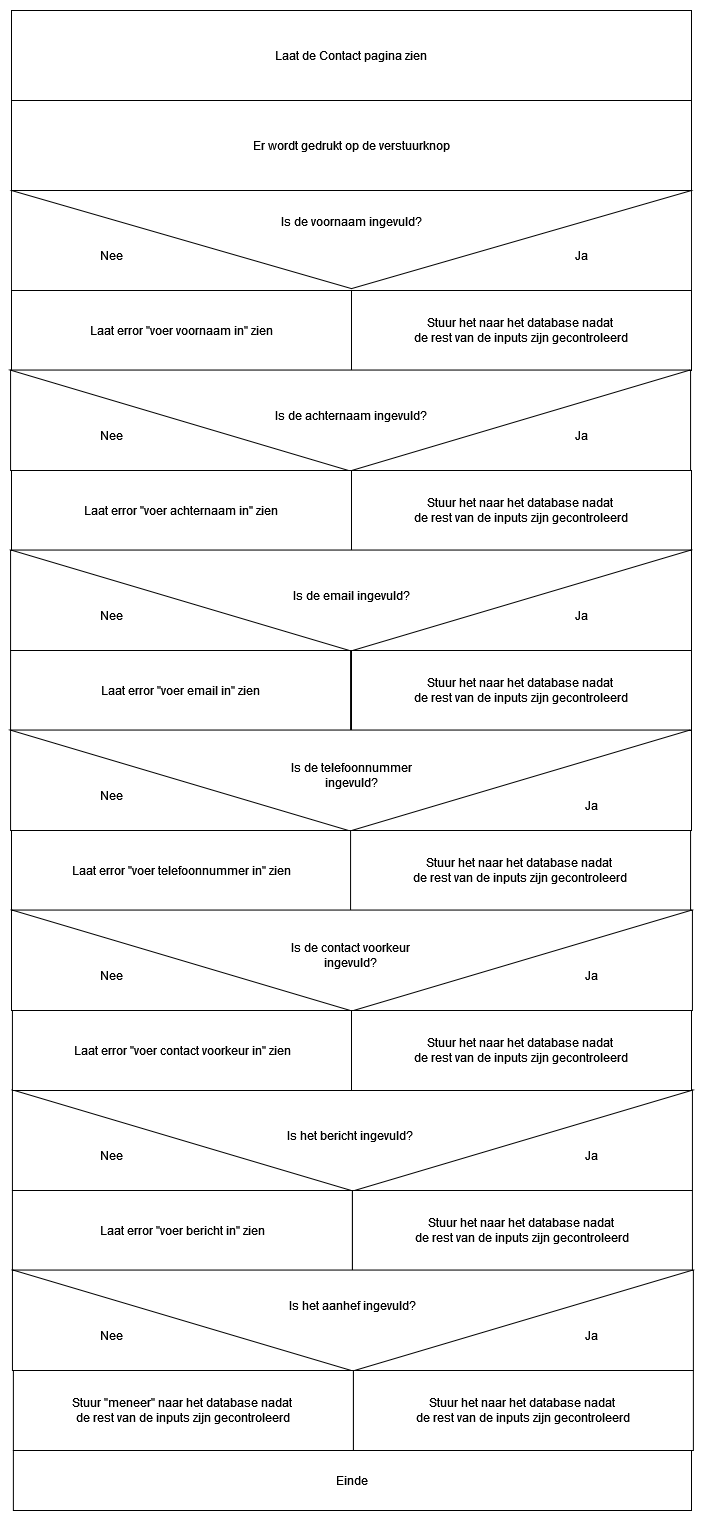 Laat de Contact pagina zien
Er wordt gedrukt op de verstuurknop
Is de voornaam ingevuld?
Nee
Ja
Laat error "voer voornaam in" zien
Stuur het naar het database nadat
de rest van de inputs zijn gecontroleerd
Is de achternaam ingevuld?
Nee
Ja
Laat error "voer achternaam in" zien
Stuur het naar het database nadat
de rest van de inputs zijn gecontroleerd
Is de email ingevuld?
Nee
Ja
Laat error "voer email in" zien
Stuur het naar het database nadat
de rest van de inputs zijn gecontroleerd
Is de telefoonnummer
ingevuld?
Nee
Ja
Laat error "voer telefoonnummer in" zien
Stuur het naar het database nadat
de rest van de inputs zijn gecontroleerd
Is de contact voorkeur
ingevuld?
Nee
Ja
Laat error "voer contact voorkeur in" zien
Stuur het naar het database nadat
de rest van de inputs zijn gecontroleerd
Is het bericht ingevuld?
Nee
Ja
Laat error "voer bericht in" zien
Stuur het naar het database nadat
de rest van de inputs zijn gecontroleerd
Is het aanhef ingevuld?
Nee
Ja
Stuur "meneer" naar het database nadat
de rest van de inputs zijn gecontroleerd
Stuur het naar het database nadat
de rest van de inputs zijn gecontroleerd
Einde